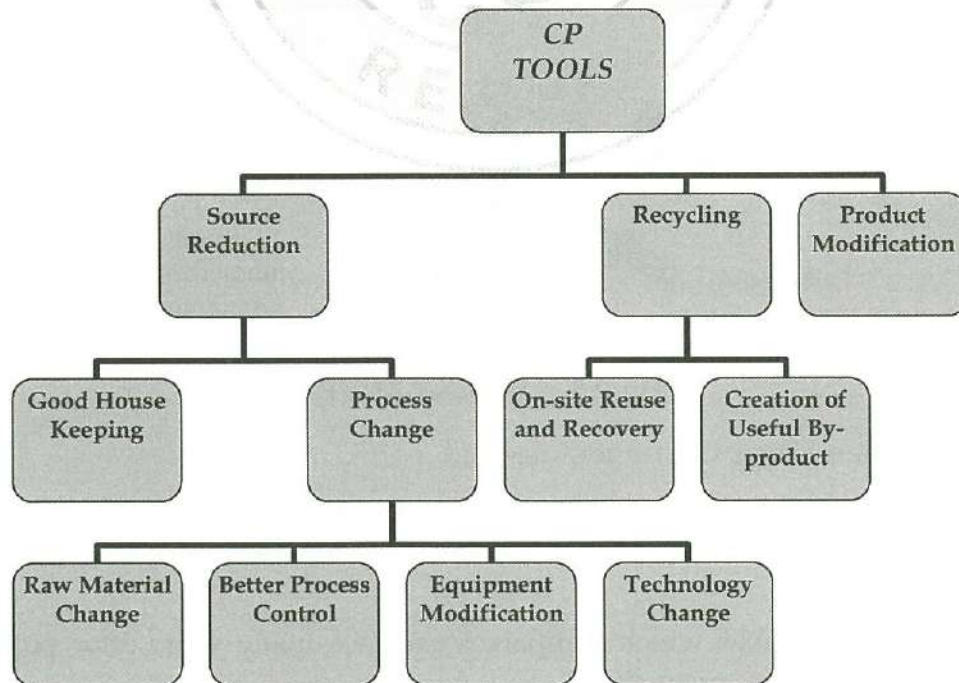 CP
TOOLS
Source
Reduction
Recycling
Product
Modification
Good House
Keeping
Process
Change
On-site Reuse
and Recovery
Creation of
Useful By-
product
Raw Material
Change
Better Process
Control
Equipment
Modification
Technology
Change